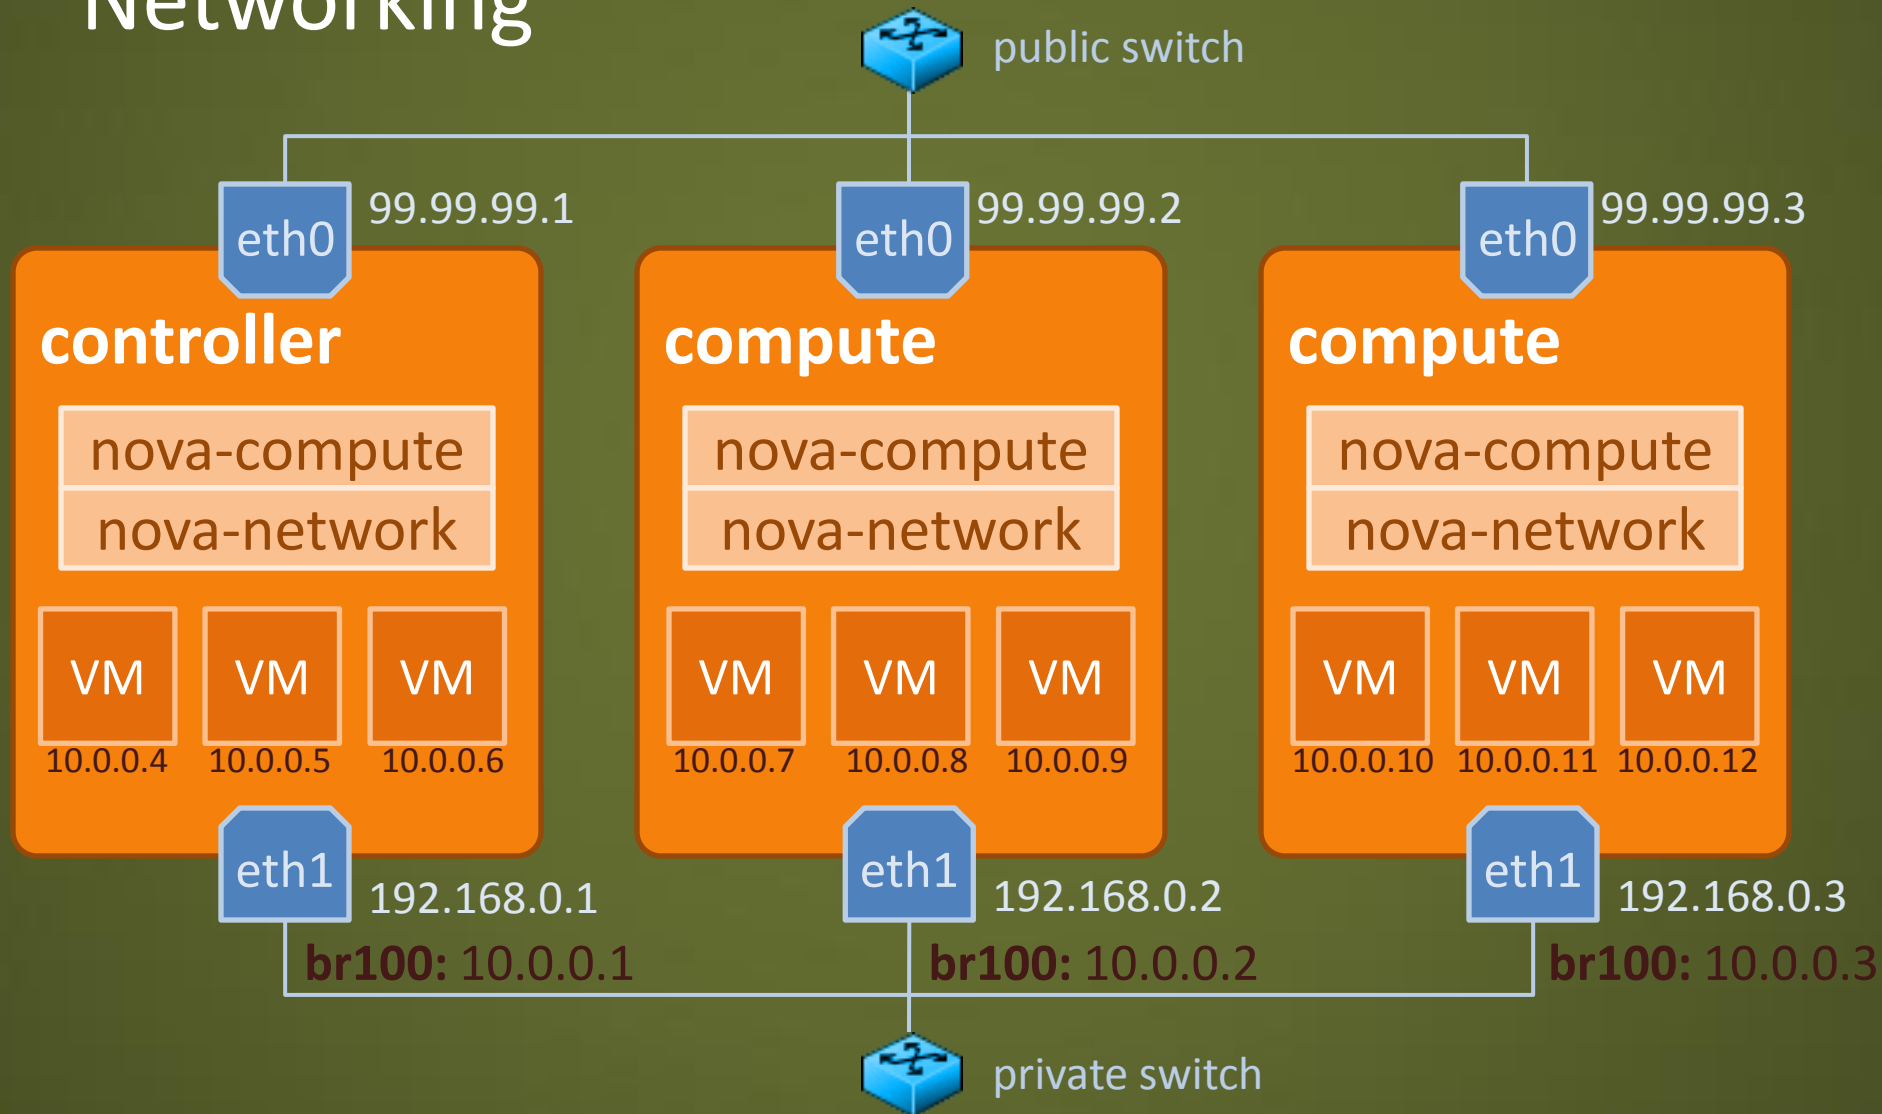 Networking
public switch
99.99.99.1
99.99.99.2
99.99.99.3
eth0
eth0
eth0
controller
compute
compute
nova-compute
nova-compute
nova-compute
nova-network
nova-network
nova-network
VM
VM
VM
VM
VM
VM
VM
VM
VM
10.0.0.4
10.0.0.5
10.0.0.6
10.0.0.7
10.0.0.8
10.0.0.9
10.0.0.10
10.0.0.11
10.0.0.12
eth1
eth1
eth1
192.168.0.1
192.168.0.2
192.168.0.3
br100: 10.0.0.1
br100: 10.0.0.2
br100: 10.0.0.3
private switch